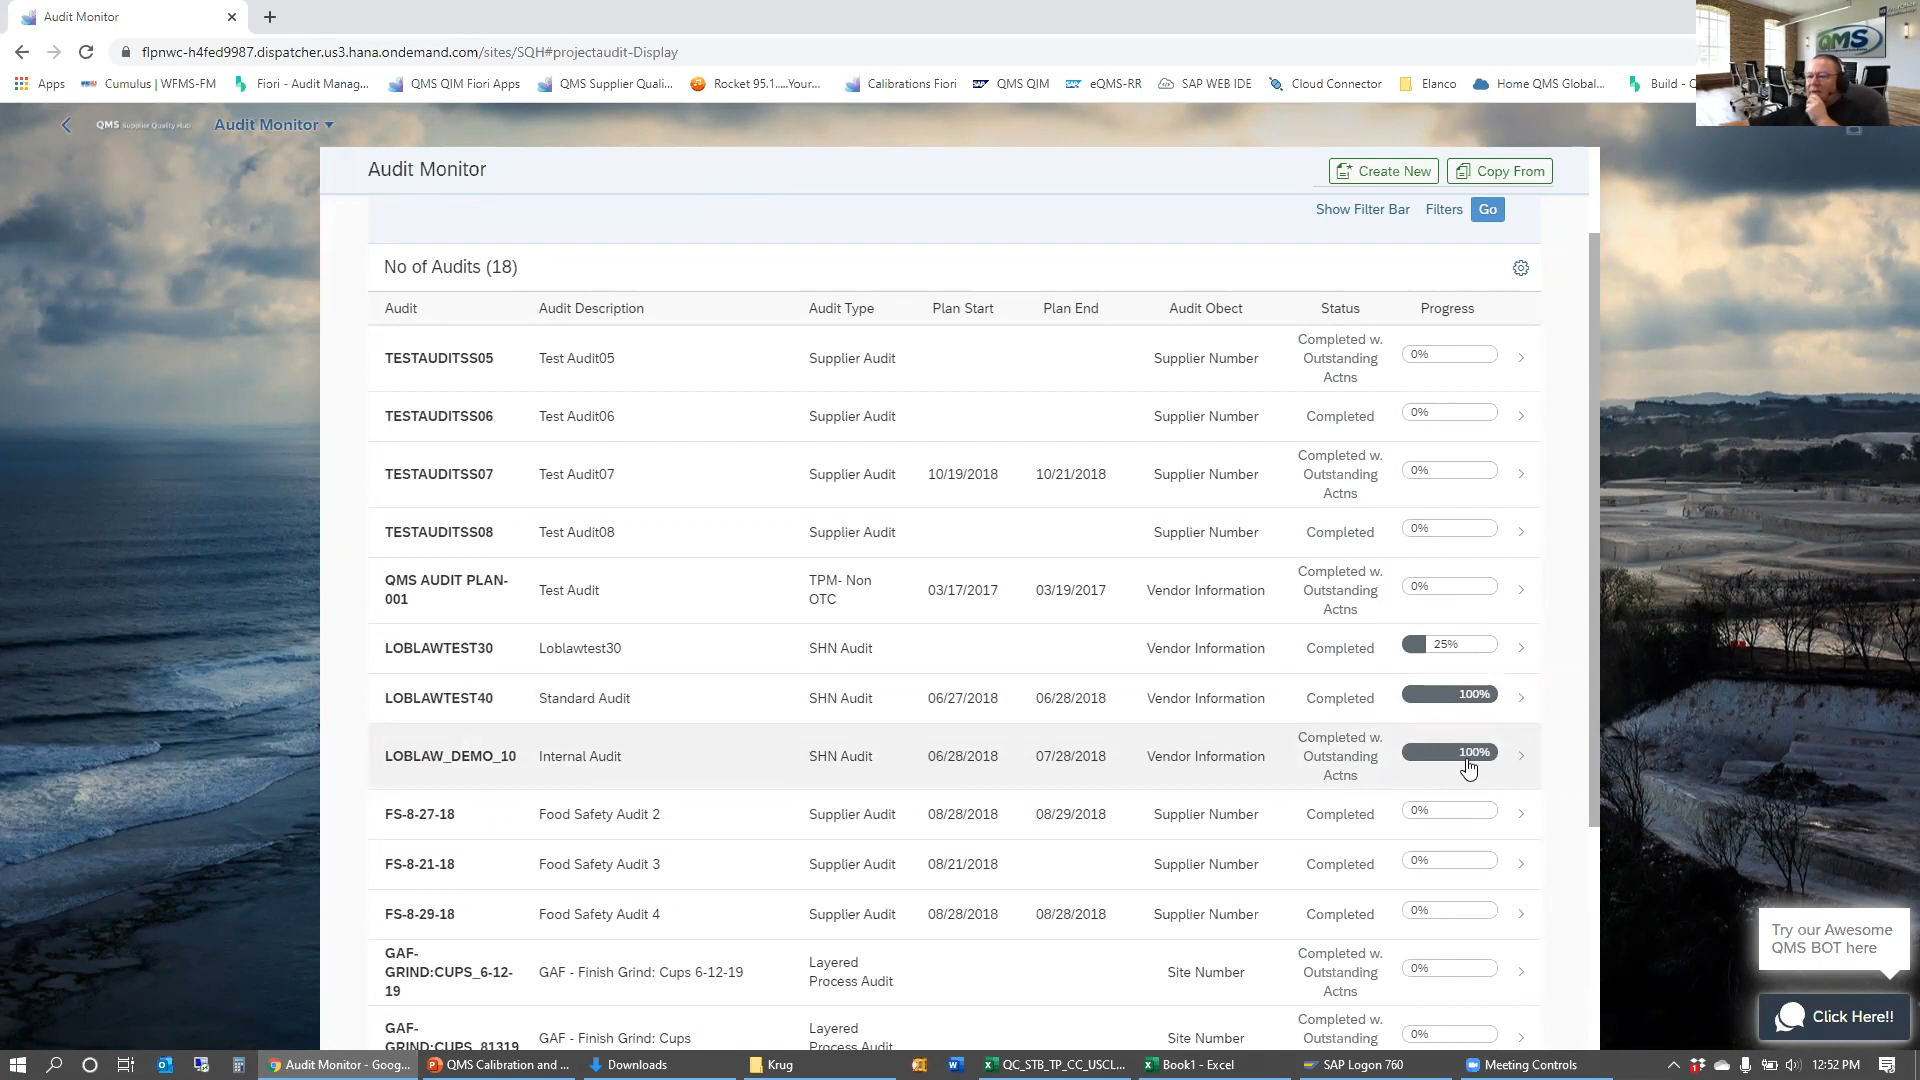 Audit Monitor
flpnwc-h4fed9987.dispatcher.us3.hana.ondemand.com/sites/SQH#projectaudit-Display
QMS
Apps Cumulus | WFMS-FM Fiori - Audit Manag... QMS QIM Fiori Apps QMS Supplier Quali... Rocket 95.1.....Your... Calibrations Fiori QMS QIM eQMS-RR SAP WEB IDE Cloud Connector Elanco Home QMS Global... Build - C
QMS Supplier Quality Hub Audit Monitor
Audit Monitor
Create New Copy From
Show Filter Bar Filters Go
No of Audits (18)
Audit Audit Description Audit Type Plan Start Plan End Audit Obect Status Progress
TESTAUDITSS05 Test Audit05 Supplier Audit Supplier Number Completed w. Outstanding Actns 0%
TESTAUDITSS06 Test Audit06 Supplier Audit Supplier Number Completed 0%
TESTAUDITSS07 Test Audit07 Supplier Audit 10/19/2018 10/21/2018 Supplier Number Completed w. Outstanding Actns 0%
TESTAUDITSS08 Test Audit08 Supplier Audit Supplier Number Completed 0%
QMS AUDIT PLAN-001 Test Audit TPM- Non OTC 03/17/2017 03/19/2017 Vendor Information Completed w. Outstanding Actns 0%
LOBLAWTEST30 Loblawtest30 SHN Audit Vendor Information Completed 25%
LOBLAWTEST40 Standard Audit SHN Audit 06/27/2018 06/28/2018 Vendor Information Completed 100%
LOBLAW_DEMO_10 Internal Audit SHN Audit 06/28/2018 07/28/2018 Vendor Information Completed w. Outstanding Actns 100%
FS-8-27-18 Food Safety Audit 2 Supplier Audit 08/28/2018 08/29/2018 Supplier Number Completed 0%
FS-8-21-18 Food Safety Audit 3 Supplier Audit 08/21/2018 Supplier Number Completed 0%
FS-8-29-18 Food Safety Audit 4 Supplier Audit 08/28/2018 08/28/2018 Supplier Number Completed 0%
GAF-GRIND:CUPS_6-12-19 GAF - Finish Grind: Cups 6-12-19 Layered Process Audit Site Number Completed w. Outstanding Actns 0%
GAF-GRIND:CUPS_81319 GAF - Finish Grind: Cups Layered Process Audit Site Number Completed w. Outstanding 0%
Try our Awesome
QMS BOT here
Click Here!!
Audit Monitor - Goog... QMS Calibration and ... Downloads Krug QC_STB_TP_CC_USCL... Book1 - Excel SAP Logon 760 Meeting Controls 12:52 PM